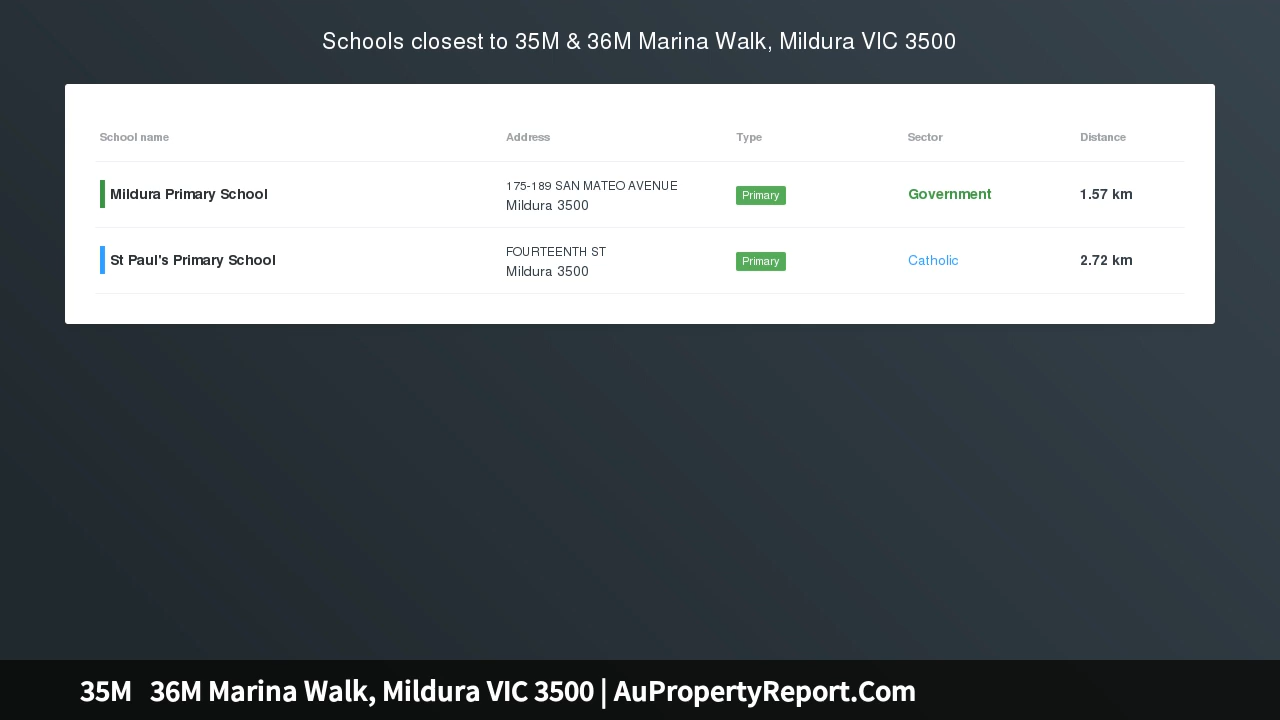 Schools closest to 35M & 36M Marina Walk, Mildura VIC 3500
School name Address Type Sector Distance
Mildura Primary School 175-189 SAN MATEO AVENUE Mildura 3500 Primary Government 1.57 km
St Paul's Primary School FOURTEENTH ST Mildura 3500 Primary Catholic 2.72 km
35M 36M Marina Walk, Mildura VIC 3500 | AuPropertyReport.Com